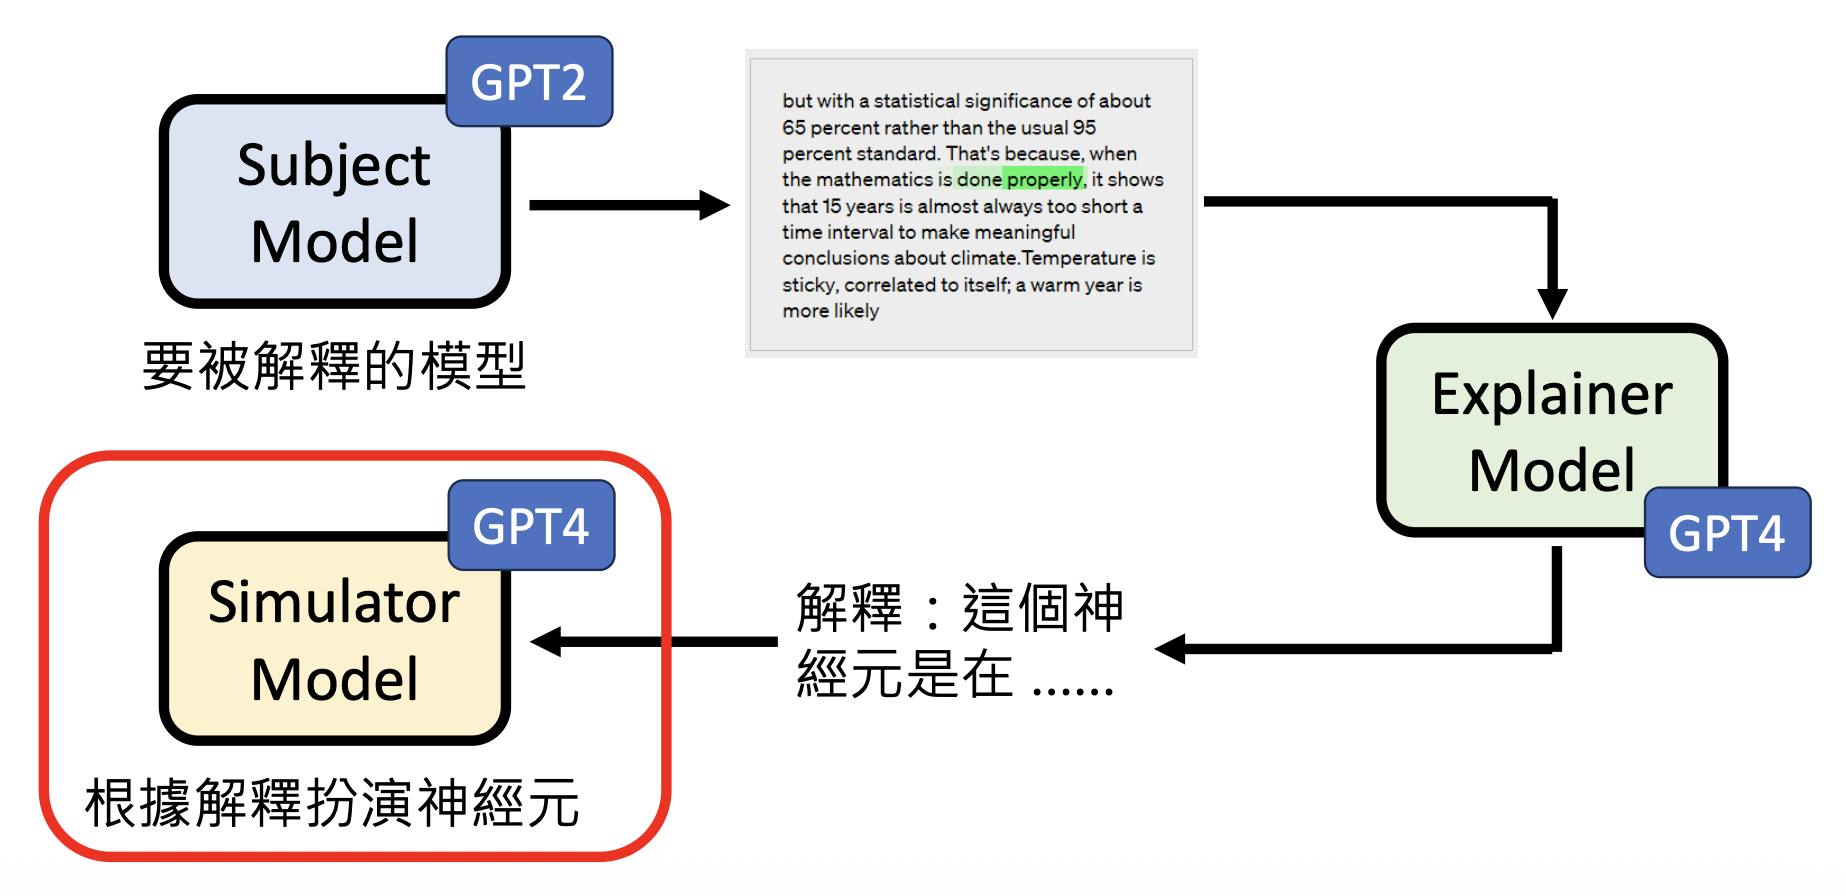 GPT2
Subject
Model
要被解釋的模型
but with a statistical significance of about
65 percent rather than the usual 95
percent standard. That's because, when
the mathematics is done properly, it shows
that 15 years is almost always too short a
time interval to make meaningful
conclusions about climate.Temperature is
sticky, correlated to itself; a warm year is
more likely
Explainer
Model
GPT4
解釋：這個神
經元是在 ......
GPT4
Simulator
Model
根據解釋扮演神經元